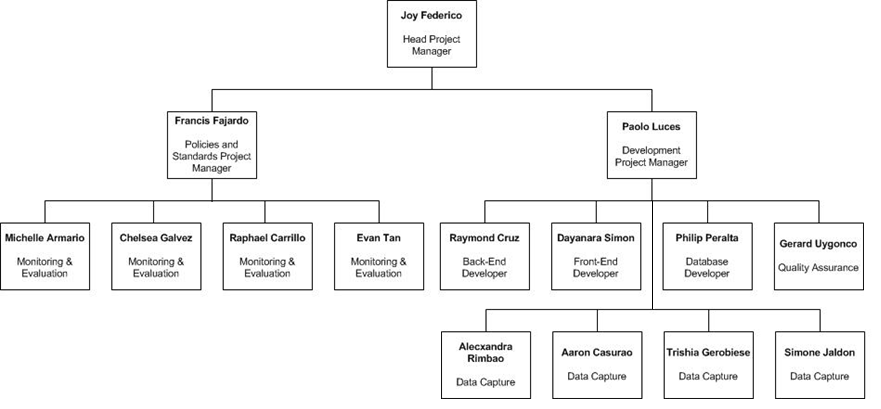 Joy Federico
Head Project
Manager
Francis Fajardo
Policies and
Standards Project
Manager
Paolo Luces
Development
Project Manager
Michelle Armario
Monitoring &
Evaluation
Chelsea Galvez
Monitoring &
Evaluation
Raphael Carrillo
Monitoring &
Evaluation
Evan Tan
Monitoring &
Evaluation
Raymond Cruz
Back-End
Developer
Dayanara Simon
Front-End
Developer
Philip Peralta
Database
Developer
Gerard Uygonco
Quality Assurance
Alecxandra
Rimbao
Data Capture
Aaron Casurao
Data Capture
Trishia Gerobiese
Data Capture
Simone Jaldon
Data Capture